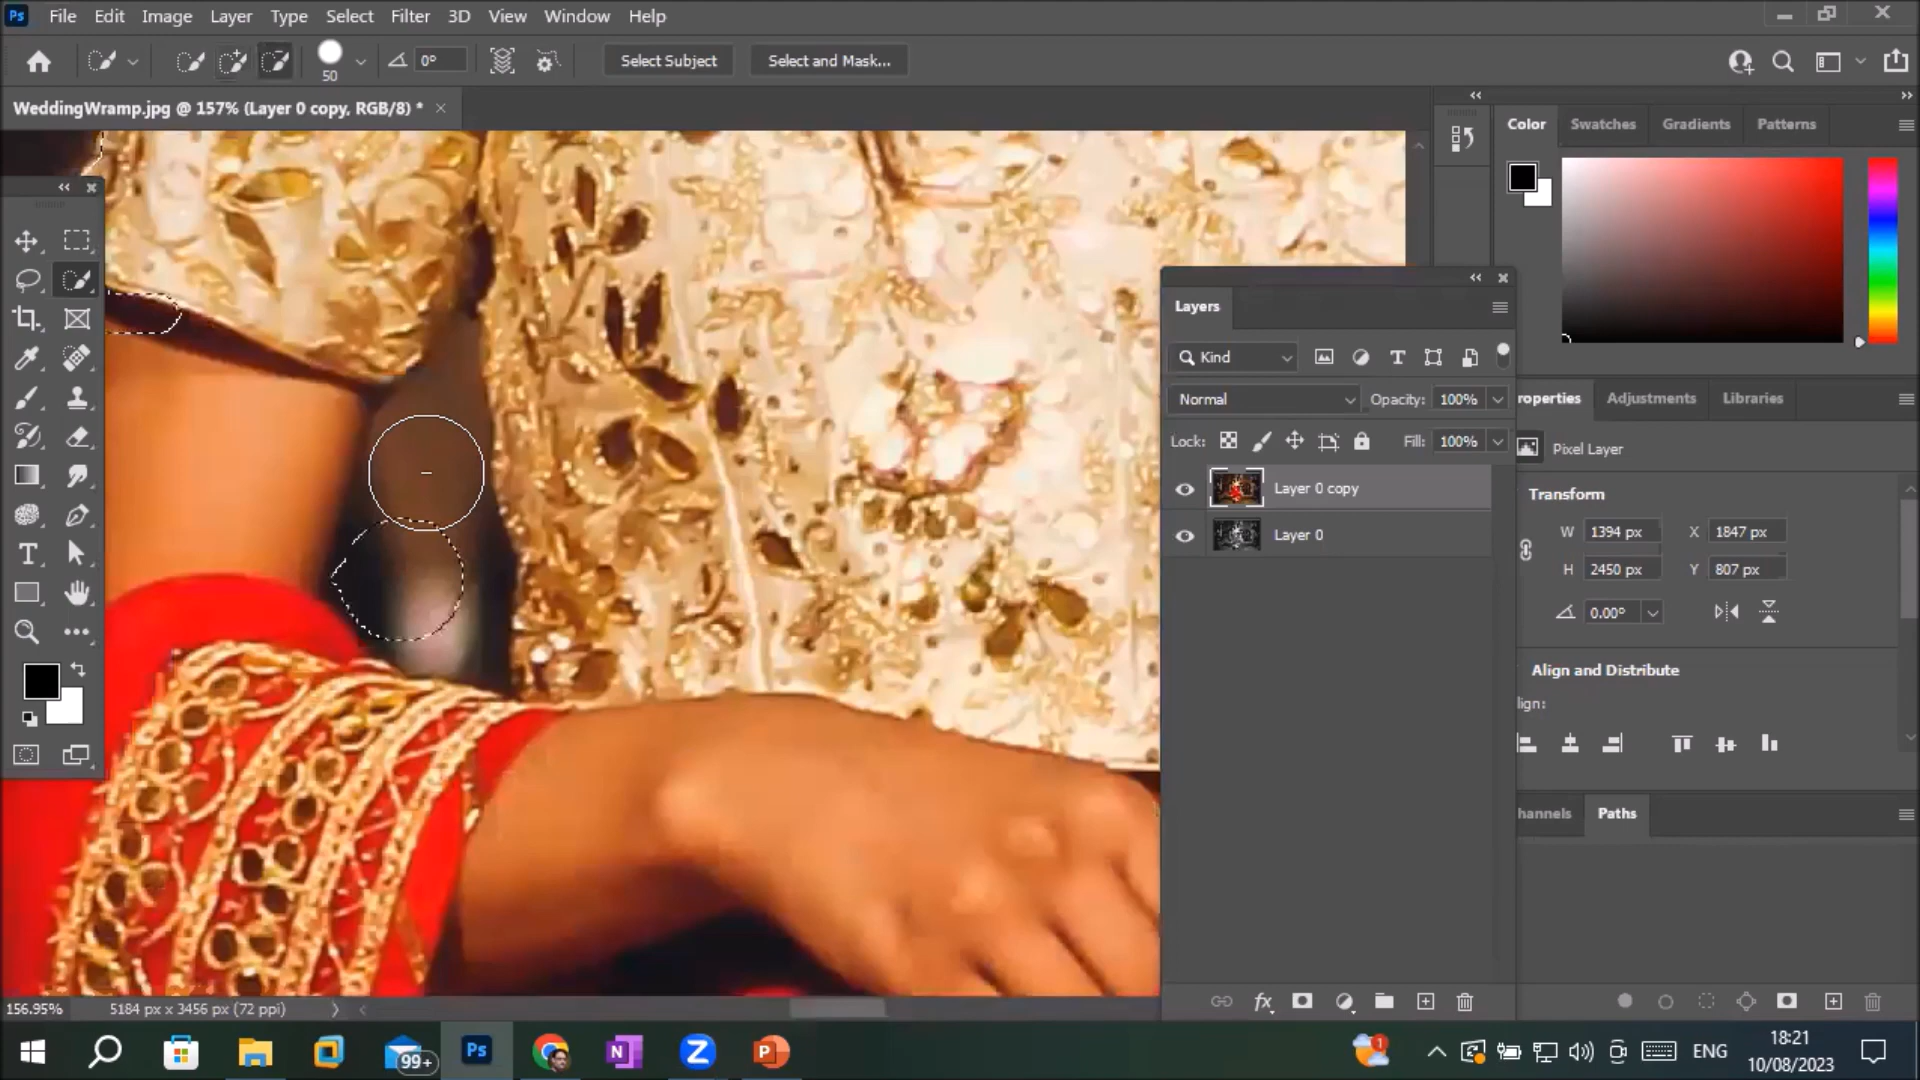 Ps File Edit Image Layer Type Select Filter 3D View Window Help
50 0° Select Subject Select and Mask...
WeddingWramp.jpg @ 157% (Layer 0 copy, RGB/8) *
Color Swatches Gradients Patterns
Layers
Kind
Normal Opacity: 100%
Lock: Fill: 100%
Layer 0 copy
Layer 0
roperties Adjustments Libraries
Pixel Layer
Transform
W 1394 px X 1847 px
H 2450 px Y 807 px
0.00°
Align and Distribute
lign:
hannels Paths
156.95% 5184 px x 3456 px (72 ppi)
99+ Ps N Z P 1 ENG 18:21
10/08/2023